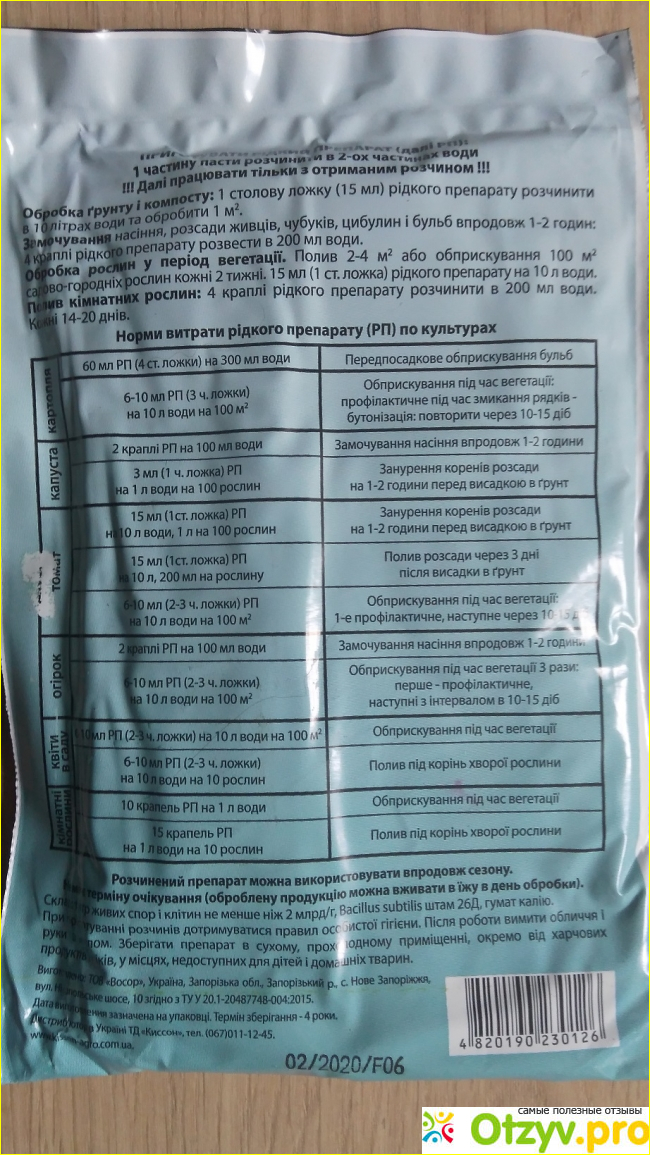 1 частину пасти розчинити в 2-ох частинах води
!!! Далі працювати тільки з отриманим розчином !!!
Обробка ґрунту і компосту: 1 столову ложку (15 мл) рідкого препарату розчинити
в 10 літрах води та обробити 1 м².
Замочування насіння, розсади живців, чубуків, цибулин і бульб впродовж 1-2 годин:
4 краплі рідкого препарату розвести в 200 мл води.
Обробка рослин у період вегетації. Полив 2-4 м² або обприскування 100 м²
садово-городніх рослин кожні 2 тижні. 15 мл (1 ст. ложка) рідкого препарату на 10 л води.
Полив кімнатних рослин: 4 краплі рідкого препарату розчинити в 200 мл води.
Кожні 14-20 днів.
Норми витрати рідкого препарату (РП) по культурах
картопля
60 мл РП (4 ст. ложки) на 300 мл води
Передпосадкове обприскування бульб
6-10 мл РП (3 ч. ложки)
на 10 л води на 100 м²
Обприскування під час вегетації:
профілактичне під час змикання рядків -
бутонізація: повторити через 10-15 діб
капуста
2 краплі РП на 100 мл води
Замочування насіння впродовж 1-2 години
3 мл (1 ч. ложка) РП
на 1 л води на 100 рослин
Занурення коренів розсади
на 1-2 години перед висадкою в ґрунт
томат
15 мл (1ст. ложка) РП
на 10 л води, 1 л на 100 рослин
Занурення коренів розсади
на 1-2 години перед висадкою в ґрунт
15 мл (1ст. ложка) РП
на 10 л, 200 мл на рослину
Полив розсади через 3 дні
після висадки в ґрунт
6-10 мл (2-3 ч. ложки) РП
на 10 л води на 100 м²
Обприскування під час вегетації:
1-е профілактичне, наступне через 10-15 діб
огірок
2 краплі РП на 100 мл води
Замочування насіння впродовж 1-2 години
6-10 мл РП (2-3 ч. ложки)
на 10 л води на 100 м²
Обприскування під час вегетації 3 рази:
перше - профілактичне,
наступні з інтервалом в 10-15 діб
квіти
в саду
6-10 мл РП (2-3 ч. ложки) на 10 л води на 100 м²
Обприскування під час вегетації
6-10 мл РП (2-3 ч. ложки)
на 10 л води на 10 рослин
Полив під корінь хворої рослини
кімнатні
рослини
10 крапель РП на 1 л води
Обприскування під час вегетації
15 крапель РП
на 1 л води на 10 рослин
Полив під корінь хворої рослини
Розчинений препарат можна використовувати впродовж сезону.
терміну очікування (оброблену продукцію можна вживати в їжу в день обробки).
живих спор і клітин не менше ніж 2 млрд/г, Bacillus subtilis штам 26Д, гумат калію.
розчинів дотримуватися правил особистої гігієни. Після роботи вимити обличчя і
руки з милом. Зберігати препарат в сухому, прохолодному приміщенні, окремо від харчових
продуктів, у місцях, недоступних для дітей і домашніх тварин.
ТОВ «Восор», Україна, Запорізька обл., Запорізький р., с. Нове Запоріжжя,
вул. шосе, 10 згідно з ТУ У 20.1-20487748-004:2015.
Дата виготовлення зазначена на упаковці. Термін зберігання - 4 роки.
Україні ТД «Киссон», тел. (067)011-12-45.
4 820190 230126
02/2020/F06
самые полезные отзывы
Otzyv.pro